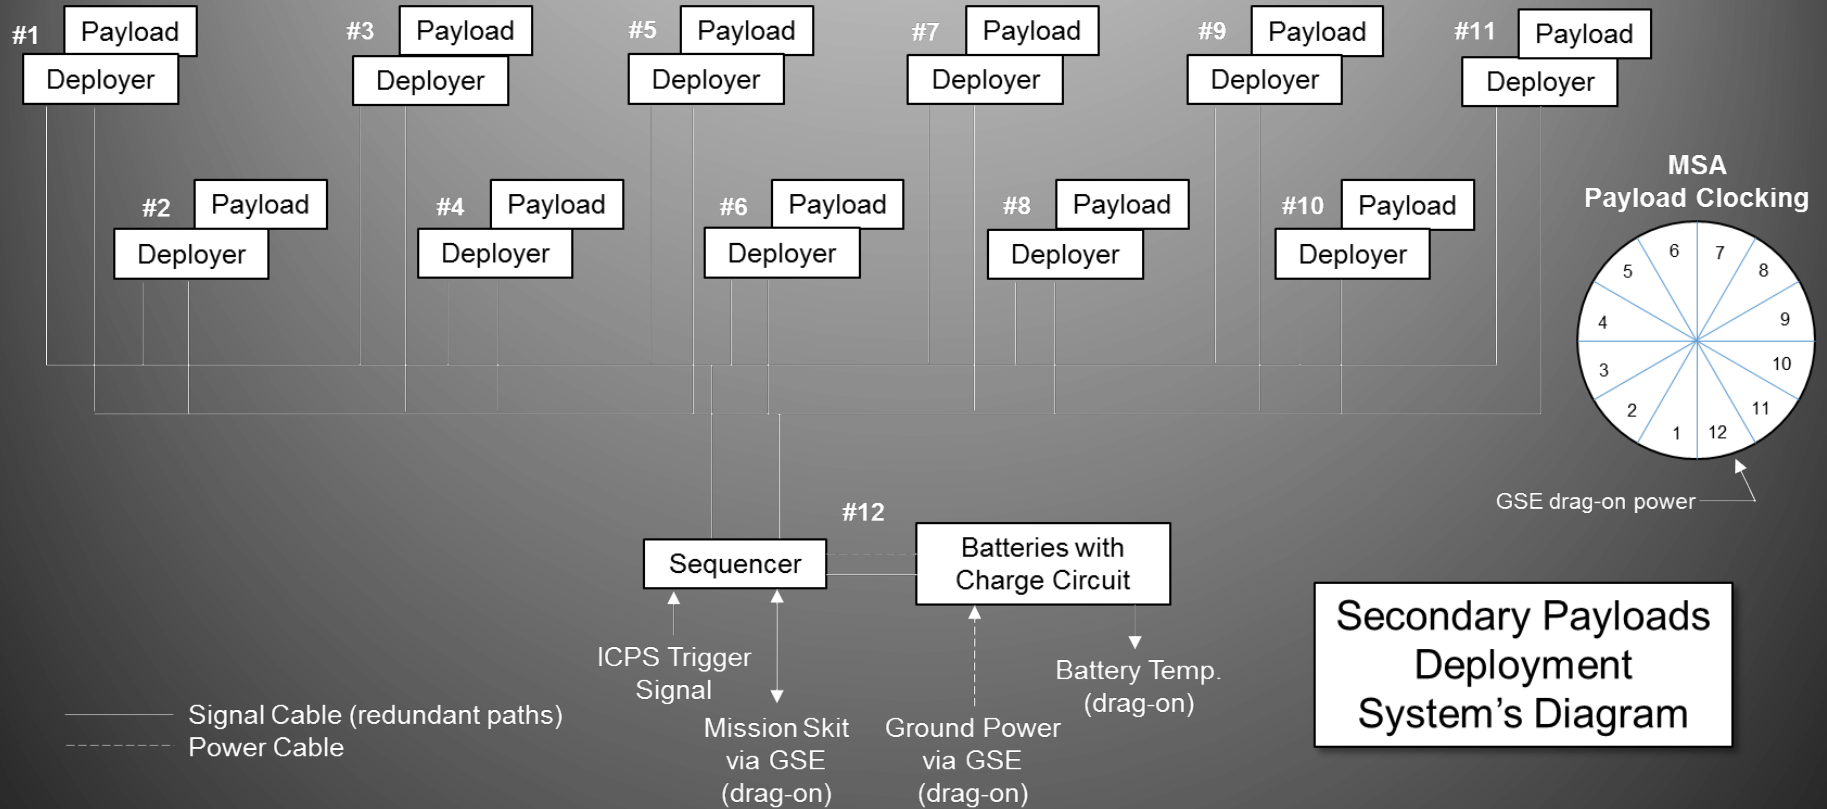 #1
Payload
Deployer
#3
Payload
Deployer
#5
Payload
Deployer
#7
Payload
Deployer
#9
Payload
Deployer
#11
Payload
Deployer
#2
Payload
Deployer
#4
Payload
Deployer
#6
Payload
Deployer
#8
Payload
Deployer
#10
Payload
Deployer
MSA
Payload Clocking
6
7
5
8
4
9
3
10
2
11
1
12
GSE drag-on power
#12
Sequencer
Batteries with
Charge Circuit
ICPS Trigger
Signal
Mission Skit
via GSE
(drag-on)
Ground Power
via GSE
(drag-on)
Battery Temp.
(drag-on)
Signal Cable (redundant paths)
Power Cable
Secondary Payloads
Deployment
System's Diagram